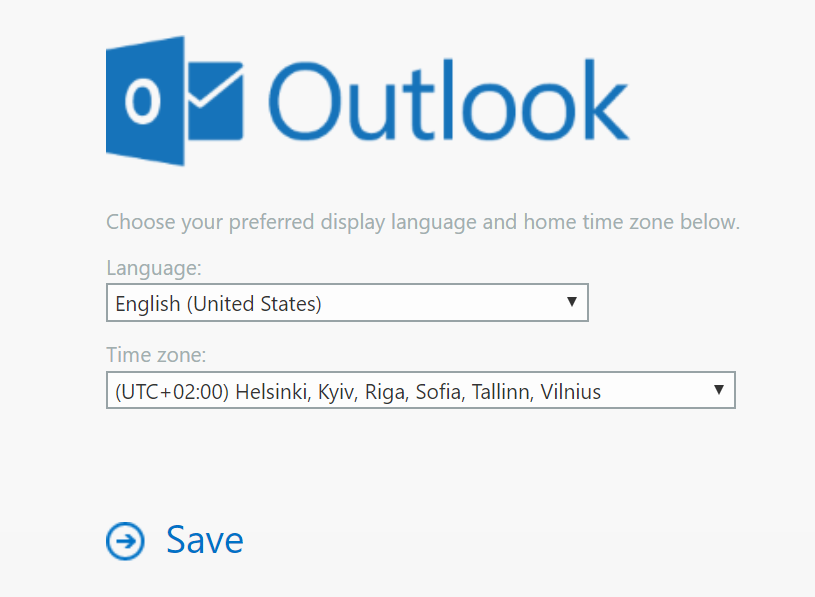 Outlook
Choose your preferred display language and home time zone below.
Language:
English (United States)
Time zone:
(UTC+02:00) Helsinki, Kyiv, Riga, Sofia, Tallinn, Vilnius
Save